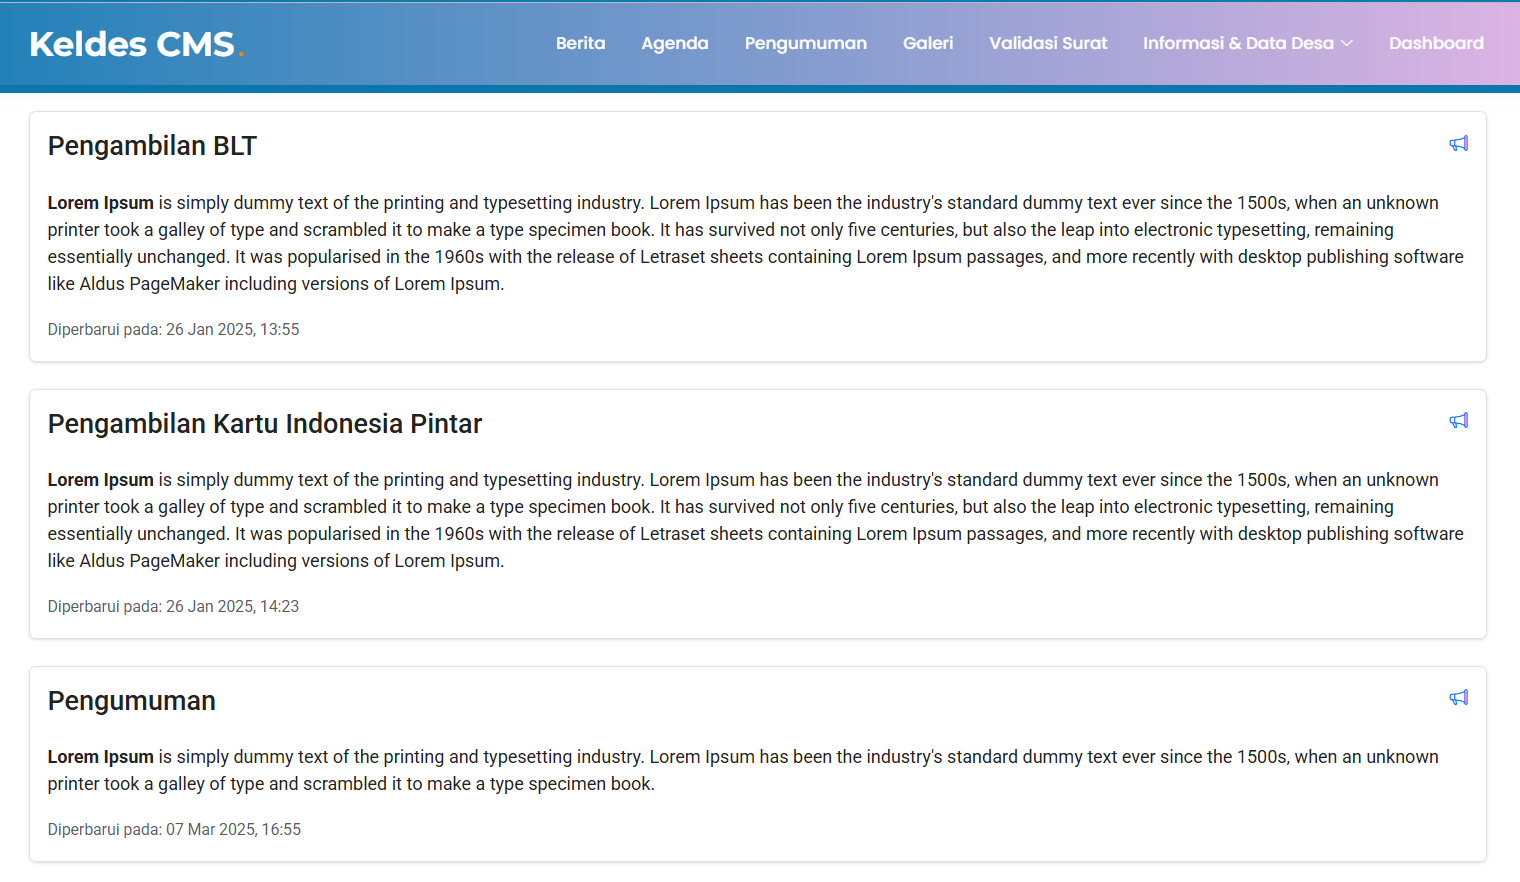 Keldes CMS.
Berita Agenda Pengumuman Galeri Validasi Surat Informasi & Data Desa Dashboard
Pengambilan BLT
Lorem Ipsum is simply dummy text of the printing and typesetting industry. Lorem Ipsum has been the industry's standard dummy text ever since the 1500s, when an unknown
printer took a galley of type and scrambled it to make a type specimen book. It has survived not only five centuries, but also the leap into electronic typesetting, remaining
essentially unchanged. It was popularised in the 1960s with the release of Letraset sheets containing Lorem Ipsum passages, and more recently with desktop publishing software
like Aldus PageMaker including versions of Lorem Ipsum.
Diperbarui pada: 26 Jan 2025, 13:55
Pengambilan Kartu Indonesia Pintar
Lorem Ipsum is simply dummy text of the printing and typesetting industry. Lorem Ipsum has been the industry's standard dummy text ever since the 1500s, when an unknown
printer took a galley of type and scrambled it to make a type specimen book. It has survived not only five centuries, but also the leap into electronic typesetting, remaining
essentially unchanged. It was popularised in the 1960s with the release of Letraset sheets containing Lorem Ipsum passages, and more recently with desktop publishing software
like Aldus PageMaker including versions of Lorem Ipsum.
Diperbarui pada: 26 Jan 2025, 14:23
Pengumuman
Lorem Ipsum is simply dummy text of the printing and typesetting industry. Lorem Ipsum has been the industry's standard dummy text ever since the 1500s, when an unknown
printer took a galley of type and scrambled it to make a type specimen book.
Diperbarui pada: 07 Mar 2025, 16:55